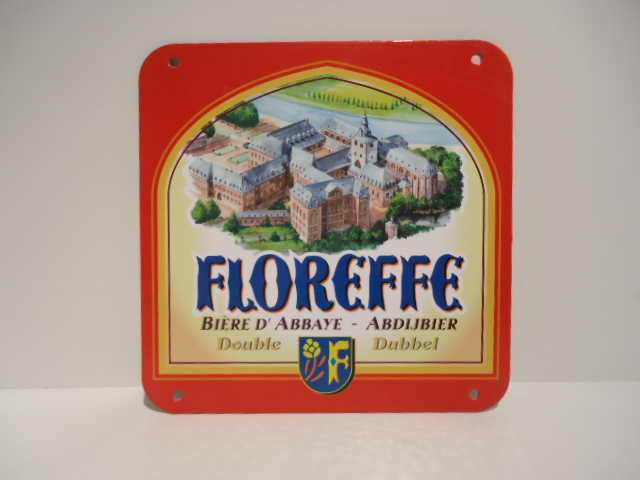 FLOREFFE
BIÈRE D'ABBAYE - ABDIJBIER
Double Dubbel
F